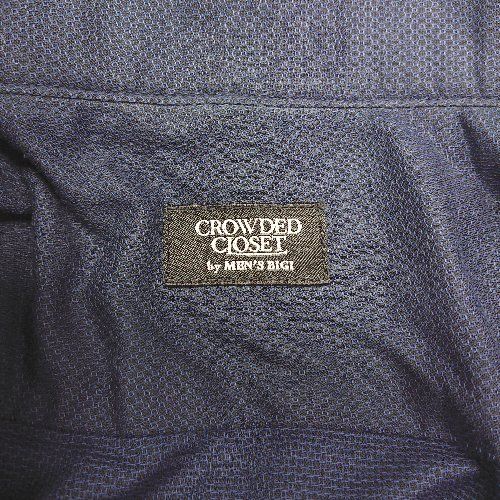 CROWDED
CLOSET
by MEN'S BIGI